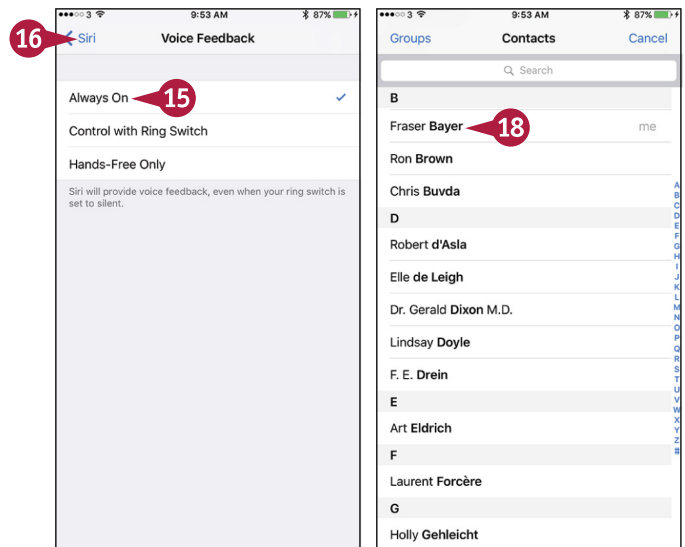 3 9:53 AM 87%
16 Siri Voice Feedback
Always On 15 ✓
Control with Ring Switch
Hands-Free Only
Siri will provide voice feedback, even when your ring switch is
set to silent.
3 9:53 AM 87%
Groups Contacts Cancel
Search
B
Fraser Bayer 18 me
Ron Brown
Chris Buvda
D
Robert d'Asla
Elle de Leigh
Dr. Gerald Dixon M.D.
Lindsay Doyle
F. E. Drein
E
Art Eldrich
F
Laurent Forcère
G
Holly Gehleicht
A
B
C
D
E
F
G
H
I
J
K
L
M
N
O
P
Q
R
S
T
U
V
W
X
Y
Z
#